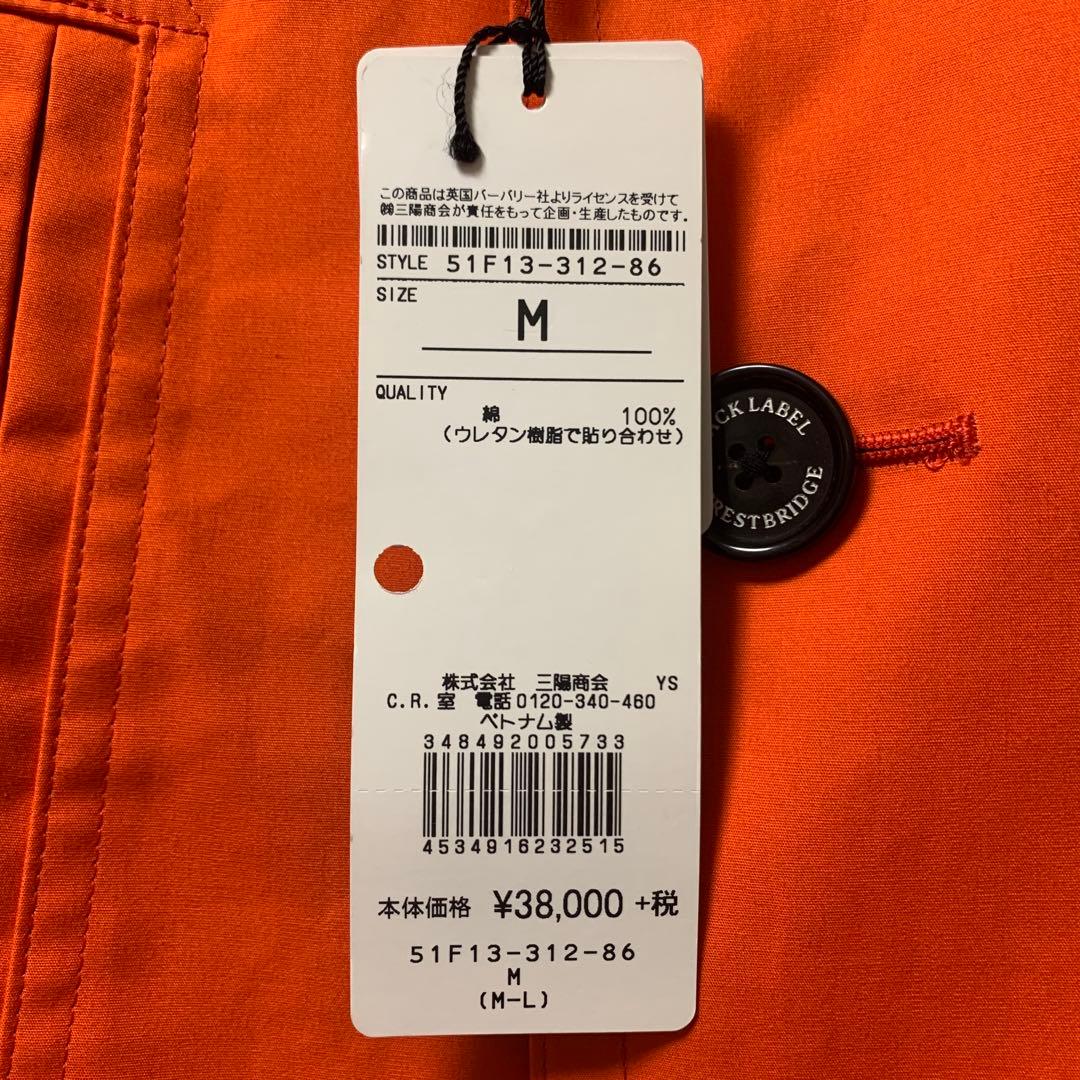 この商品は英国バーバリー社よりライセンスを受けて
㈱三陽商会が責任をもって企画・生産したものです。
STYLE 51F13-312-86
SIZE
M
QUALITY
綿 100%
(ウレタン樹脂で貼り合わせ)
CK LABEL
RESTBRIDGE
株式会社 三陽商会 YS
C.R.室 電話0120-340-460
ベトナム製
348492005733
4534916232515
本体価格 ¥38,000 +税
51F13-312-86
M
(M-L)